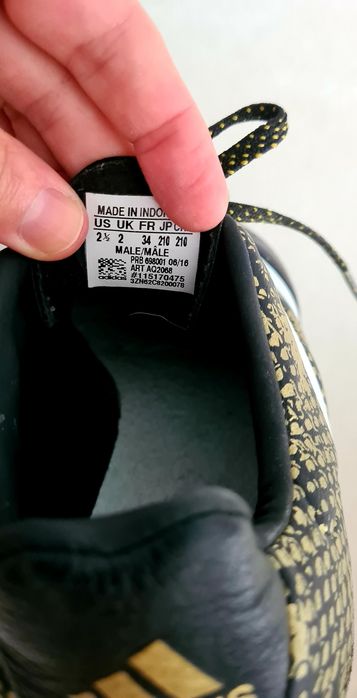 MADE IN
US UK FR JP
2½ 2 34 210 210
MALE/MÂLE
PRB 698001 06/16
ART AQ2068
#115170475
3ZN62C8200078
adidas